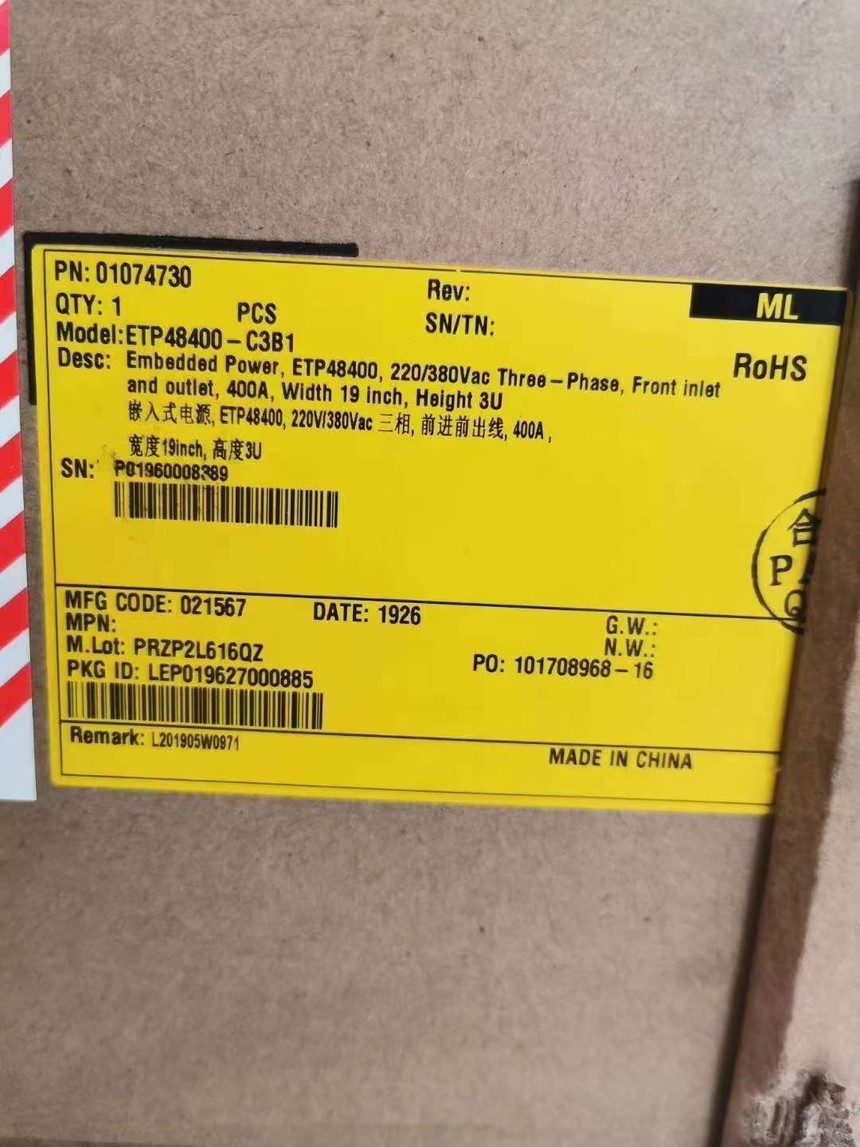 PN: 01074730
Rev:
ML
QTY: 1 PCS
SN/TN:
Model:ETP48400-C3B1
RoHS
Desc: Embedded Power, ETP48400, 220/380Vac Three-Phase, Front inlet
and outlet, 400A, Width 19 inch, Height 3U
嵌入式电源, ETP48400, 220V/380Vac 三相, 前进前出线, 400A,
宽度19inch, 高度3U
SN: P01960008389
合
P
Q
MFG CODE: 021567 DATE: 1926
G.W.:
MPN:
N.W.:
M.Lot: PRZP2L616QZ
PO: 101708968-16
PKG ID: LEP019627000885
Remark: L201905W0971
MADE IN CHINA